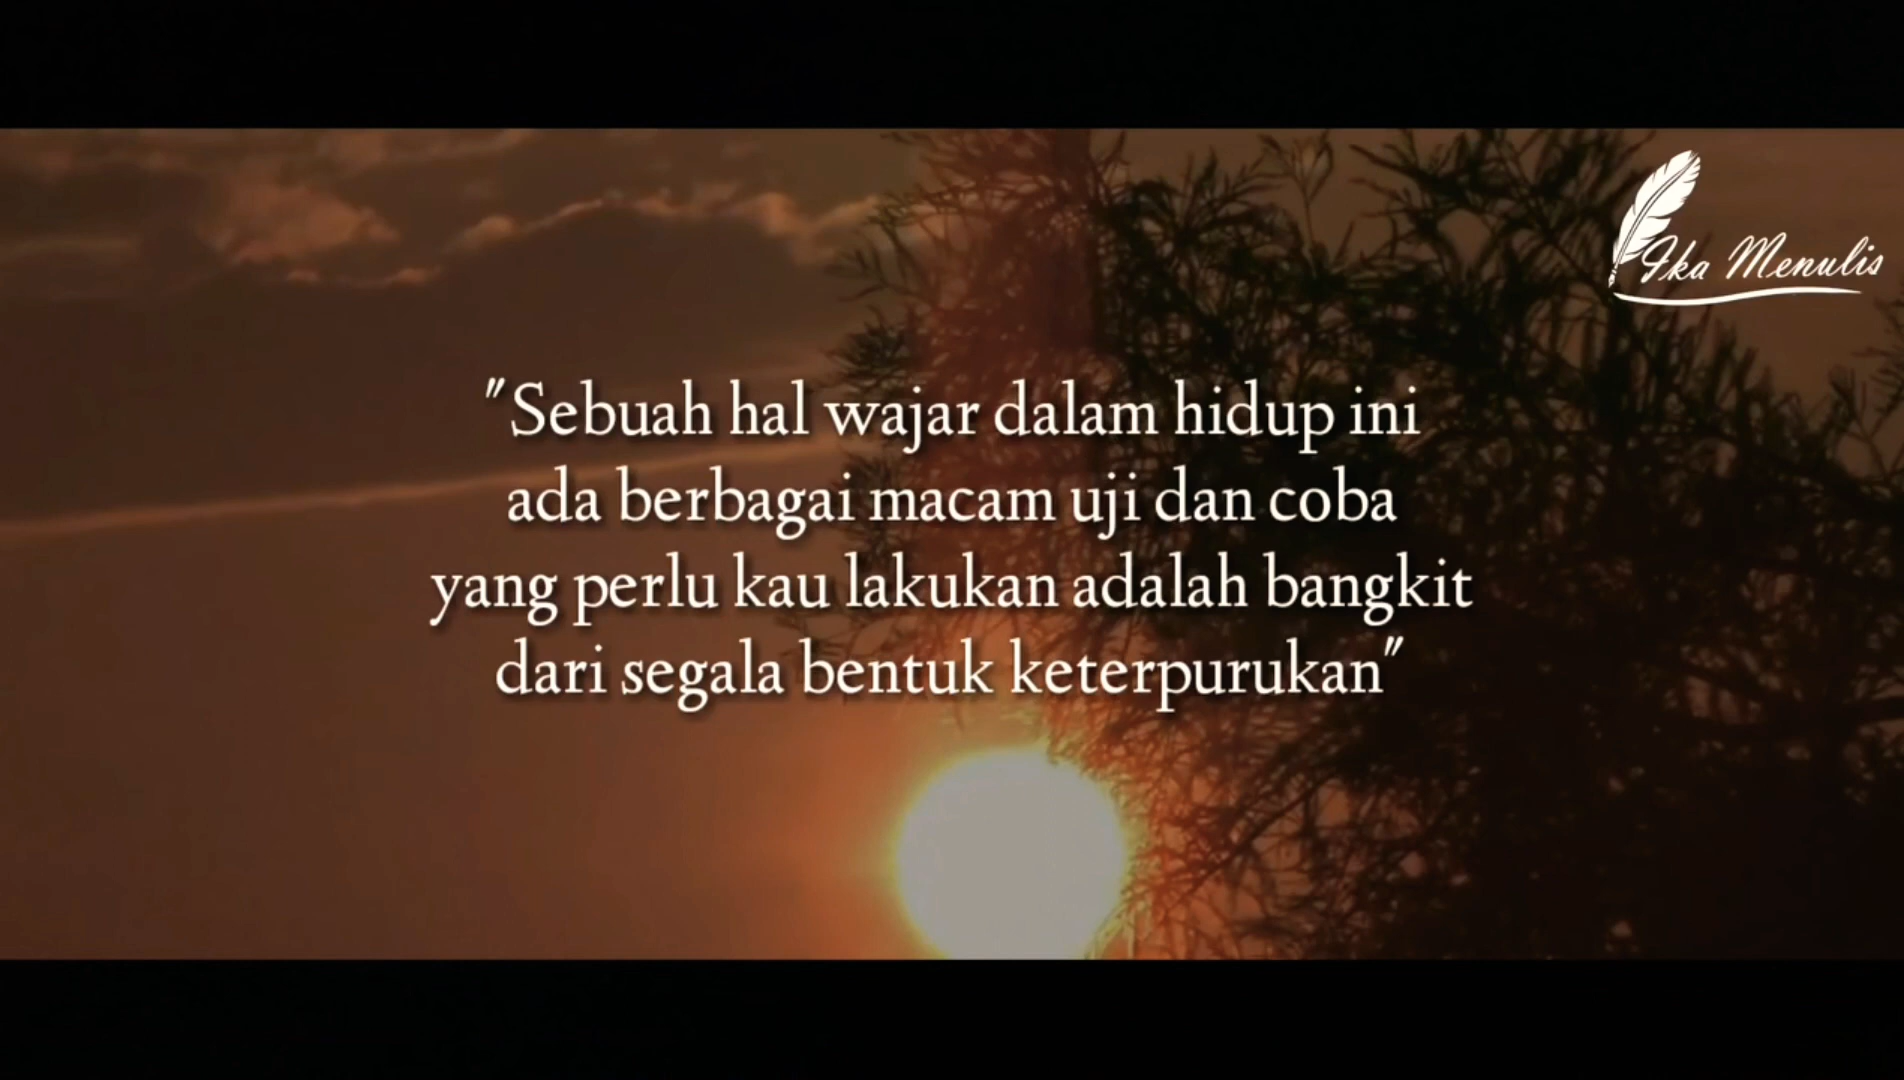 Ika Menulis
"Sebuah hal wajar dalam hidup ini
ada berbagai macam uji dan coba
yang perlu kau lakukan adalah bangkit
dari segala bentuk keterpurukan"